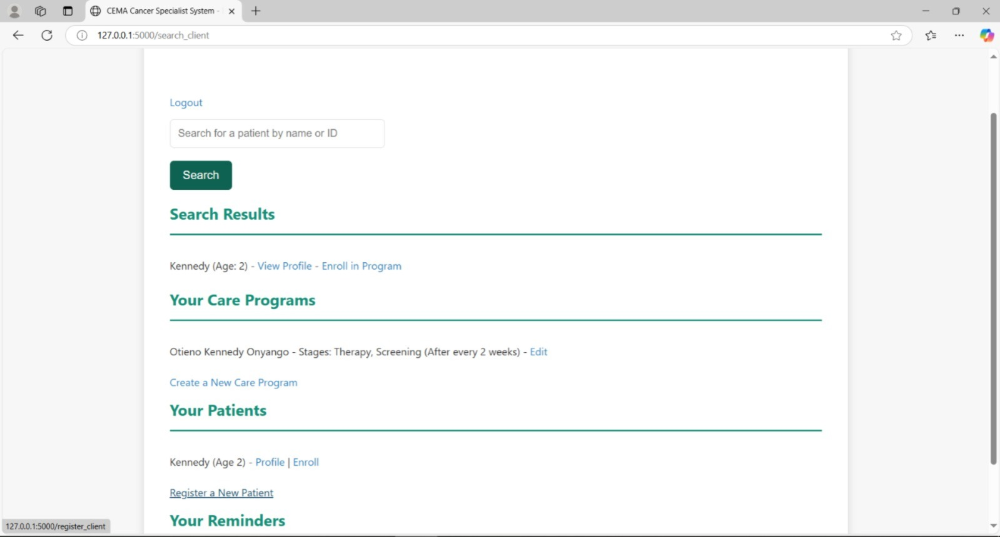 CEMA Cancer Specialist System -
127.0.0.1:5000/search_client
Logout
Search for a patient by name or ID
Search
Search Results
Kennedy (Age: 2) - View Profile - Enroll in Program
Your Care Programs
Otieno Kennedy Onyango - Stages: Therapy, Screening (After every 2 weeks) - Edit
Create a New Care Program
Your Patients
Kennedy (Age 2) - Profile | Enroll
Register a New Patient
Your Reminders
127.0.0.1:5000/register_client